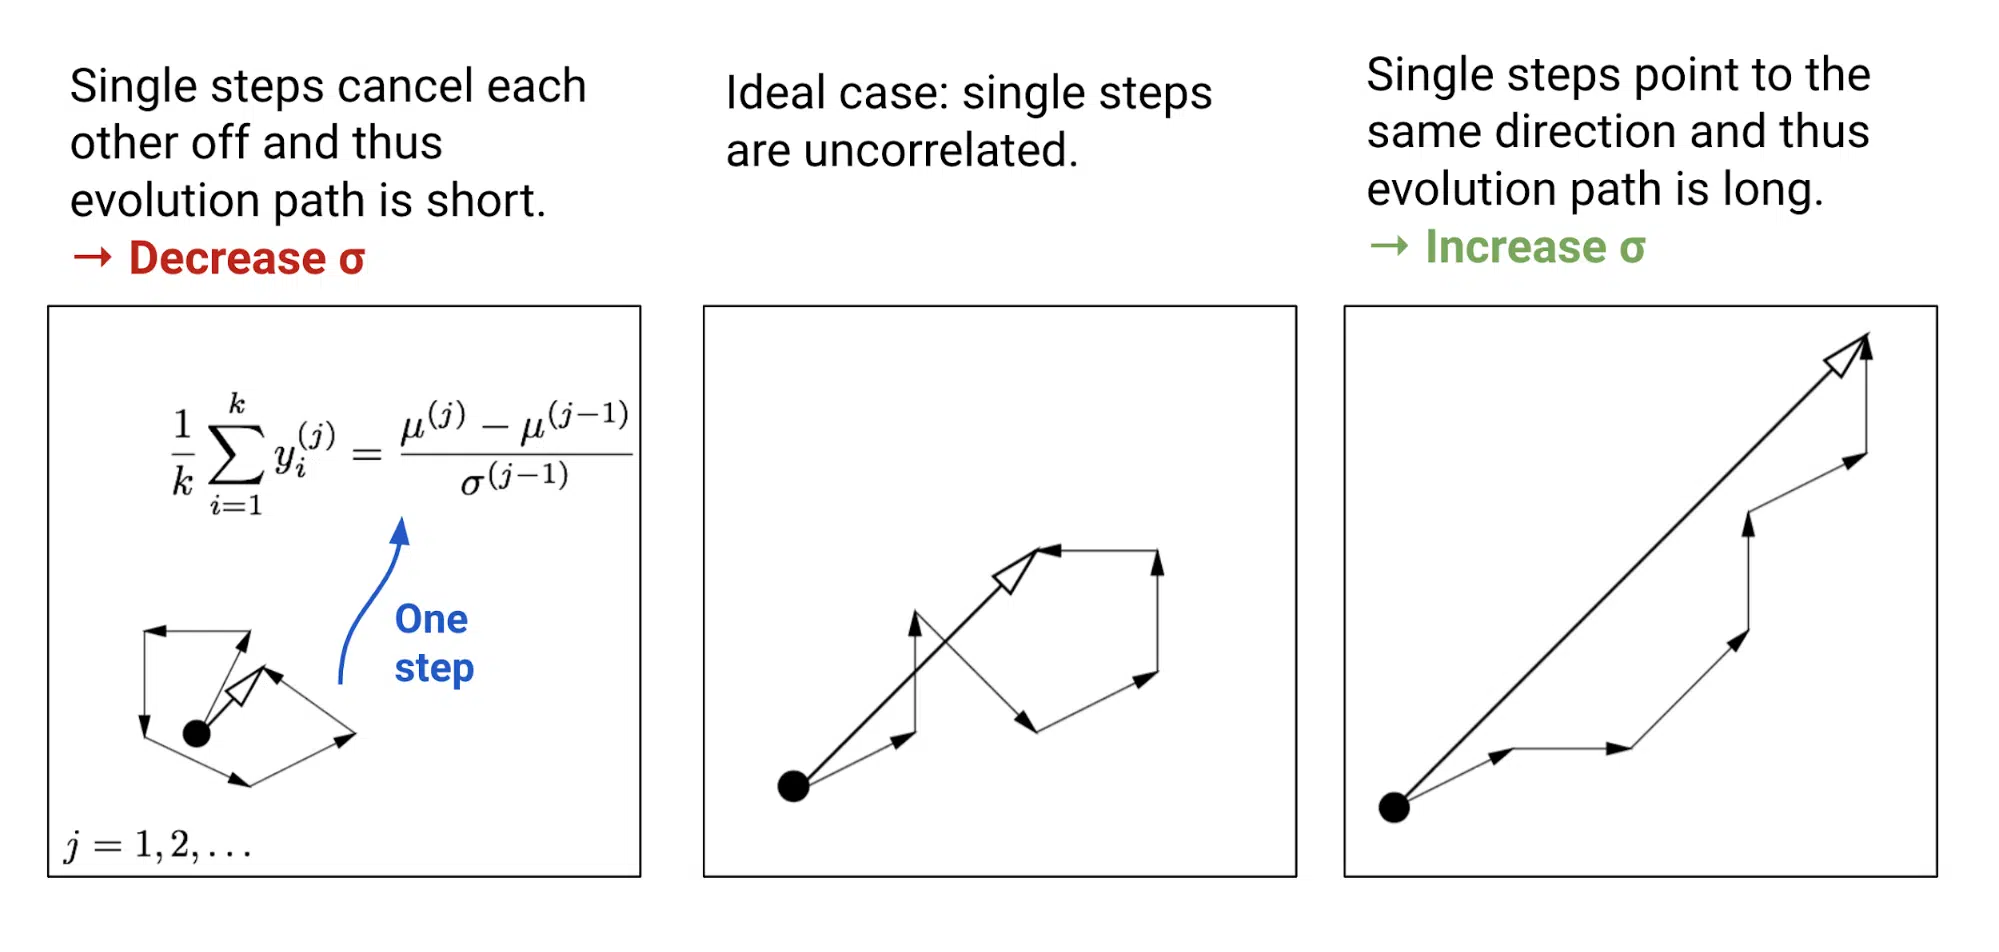 Single steps cancel each
other off and thus
evolution path is short.
→ Decrease σ
Ideal case: single steps
are uncorrelated.
Single steps point to the
same direction and thus
evolution path is long.
→ Increase σ
\frac{1}{k} \sum_{i=1}^{k} y_i^{(j)} = \frac{\mu^{(j)} - \mu^{(j-1)}}{\sigma^{(j-1)}}
One
step
j = 1, 2, . . .